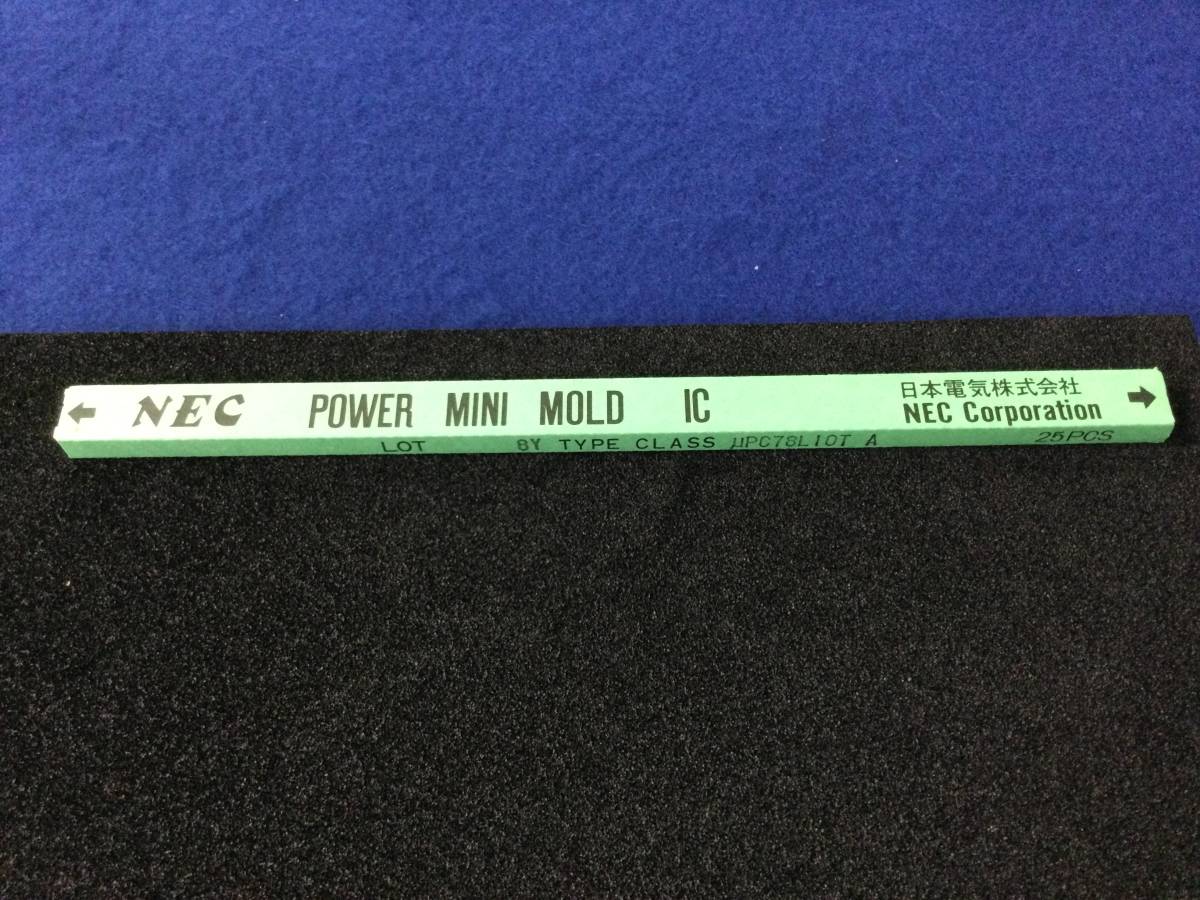 NEC POWER MINI MOLD IC
日本電気株式会社
NEC Corporation
LOT 8Y TYPE CLASS μPC78L10T A 25PCS